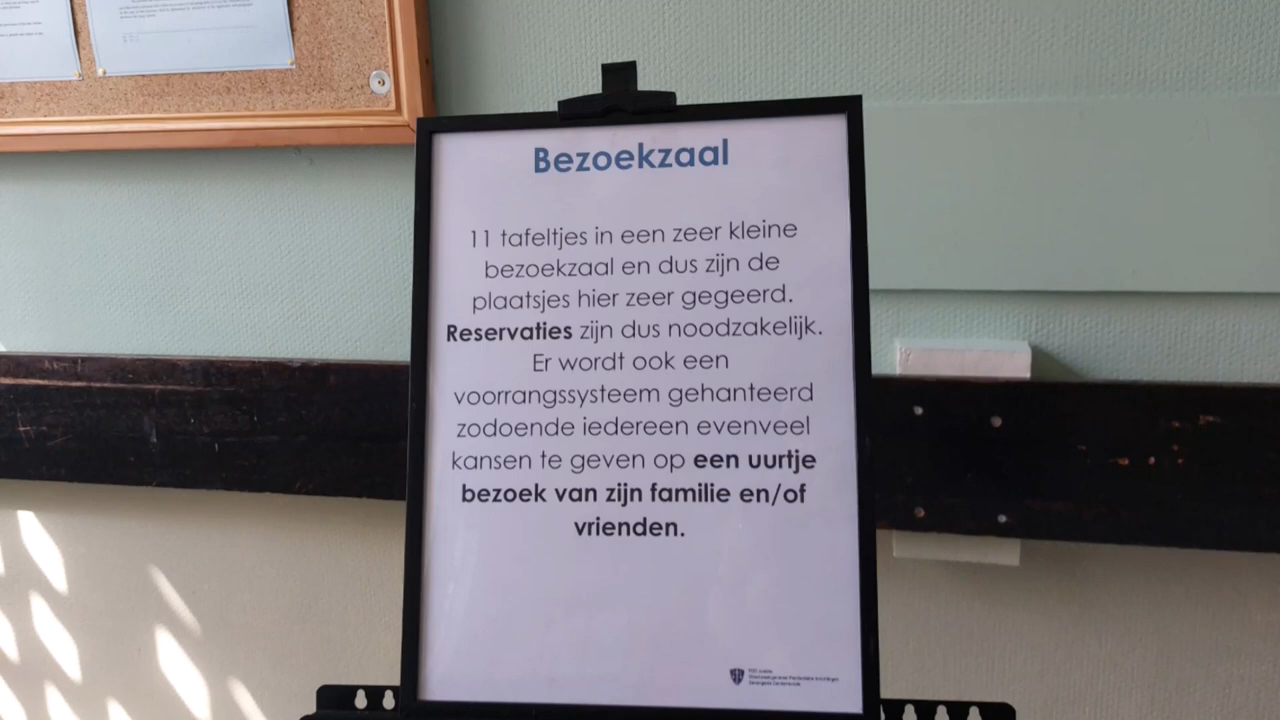 Bezoekzaal
11 tafeltjes in een zeer kleine
bezoekzaal en dus zijn de
plaatsjes hier zeer gegeerd.
Reservaties zijn dus noodzakelijk.
Er wordt ook een
voorrangssysteem gehanteerd
zodoende iedereen evenveel
kansen te geven op een uurtje
bezoek van zijn familie en/of
vrienden.